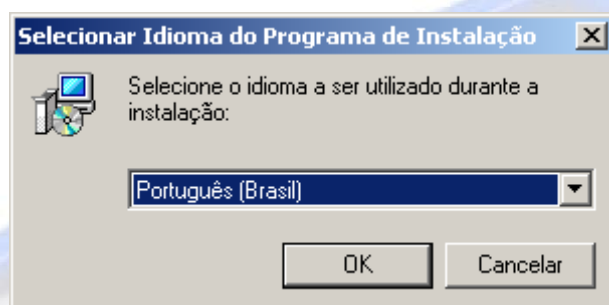 Selecionar Idioma do Programa de Instalação
Selecione o idioma a ser utilizado durante a
instalação:
Português (Brasil)
OK
Cancelar